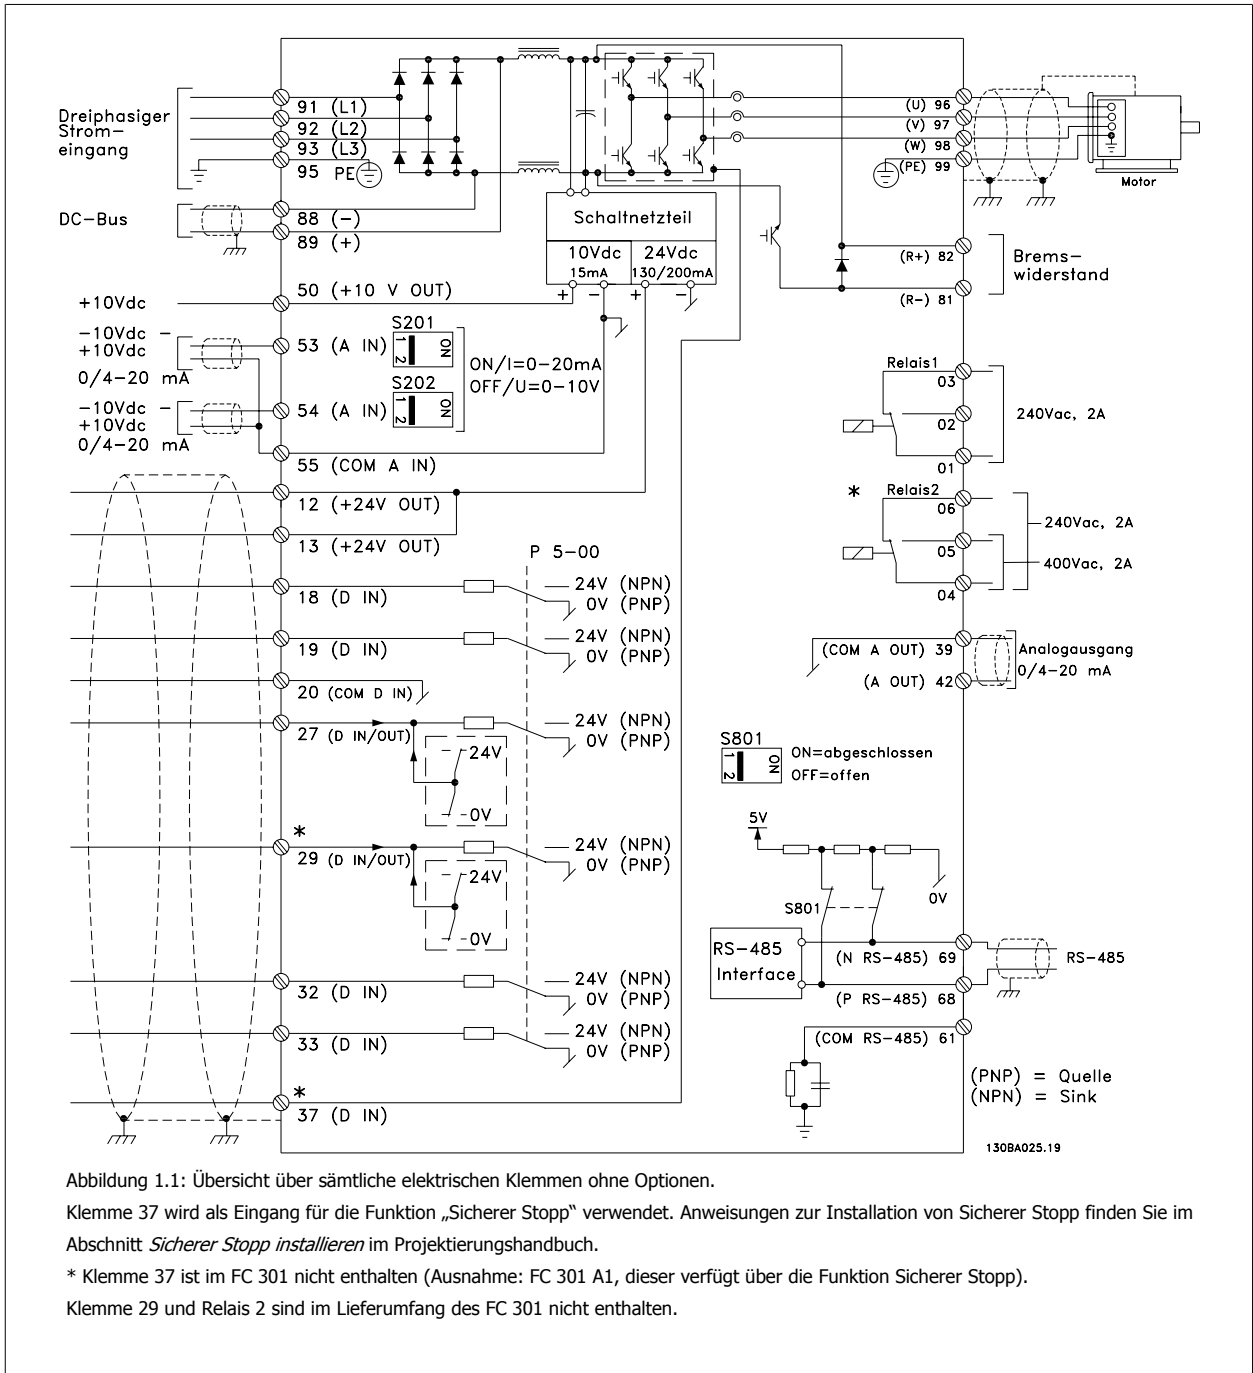 Dreiphasiger
Strom-
eingang
91 (L1)
92 (L2)
93 (L3)
95 PE
DC-Bus
88 (-)
89 (+)
+10Vdc
50 (+10 V OUT)
-10Vdc -
+10Vdc
0/4-20 mA
53 (A IN)
S201
1 2
ON
-10Vdc -
+10Vdc
0/4-20 mA
54 (A IN)
S202
1 2
ON
ON/I=0-20mA
OFF/U=0-10V
55 (COM A IN)
12 (+24V OUT)
13 (+24V OUT)
Schaltnetzteil
10Vdc
15mA
24Vdc
130/200mA
+
-
+
-
P 5-00
18 (D IN)
24V (NPN)
0V (PNP)
19 (D IN)
24V (NPN)
0V (PNP)
20 (COM D IN)
27 (D IN/OUT)
24V (NPN)
0V (PNP)
24V
0V
*
29 (D IN/OUT)
24V (NPN)
0V (PNP)
24V
0V
32 (D IN)
24V (NPN)
0V (PNP)
33 (D IN)
24V (NPN)
0V (PNP)
*
37 (D IN)
(U) 96
(V) 97
(W) 98
(PE) 99
Motor
(R+) 82
(R-) 81
Brems-
widerstand
Relais1
03
02
01
240Vac, 2A
*
Relais2
06
05
04
240Vac, 2A
400Vac, 2A
(COM A OUT) 39
(A OUT) 42
Analogausgang
0/4-20 mA
S801
1 2
ON
ON=abgeschlossen
OFF=offen
5V
S801
0V
RS-485
Interface
(N RS-485) 69
(P RS-485) 68
RS-485
(COM RS-485) 61
(PNP) = Quelle
(NPN) = Sink
130BA025.19
Abbildung 1.1: Übersicht über sämtliche elektrischen Klemmen ohne Optionen.
Klemme 37 wird als Eingang für die Funktion „Sicherer Stopp“ verwendet. Anweisungen zur Installation von Sicherer Stopp finden Sie im
Abschnitt Sicherer Stopp installieren im Projektierungshandbuch.
* Klemme 37 ist im FC 301 nicht enthalten (Ausnahme: FC 301 A1, dieser verfügt über die Funktion Sicherer Stopp).
Klemme 29 und Relais 2 sind im Lieferumfang des FC 301 nicht enthalten.